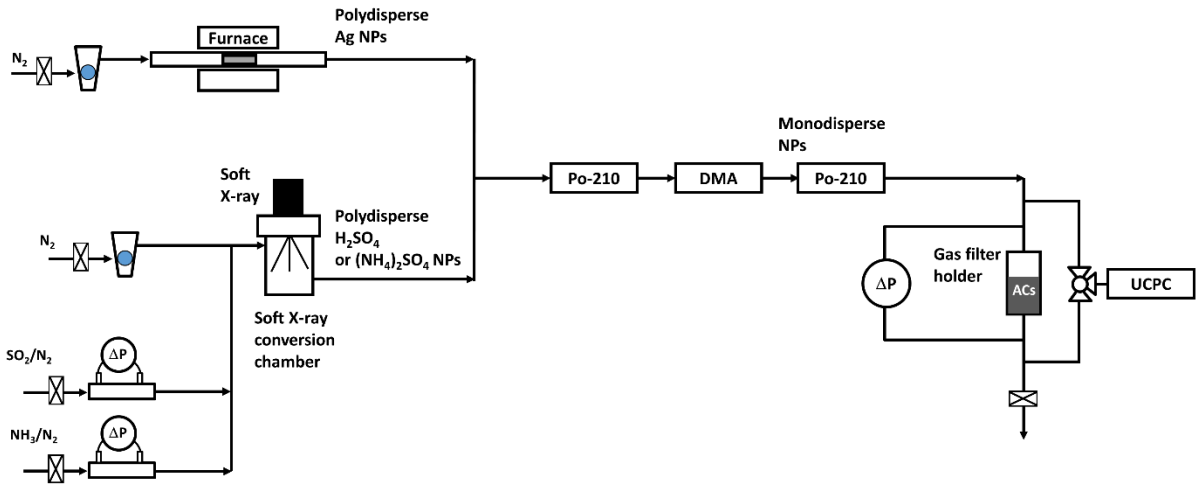 N₂
Furnace
Polydisperse
Ag NPs
Soft
X-ray
N₂
Polydisperse
H₂SO₄
or (NH₄)₂SO₄ NPs
Soft X-ray
conversion
chamber
SO₂/N₂
ΔP
NH₃/N₂
ΔP
Po-210
DMA
Monodisperse
NPs
Po-210
ΔP
Gas filter
holder
ACs
UCPC